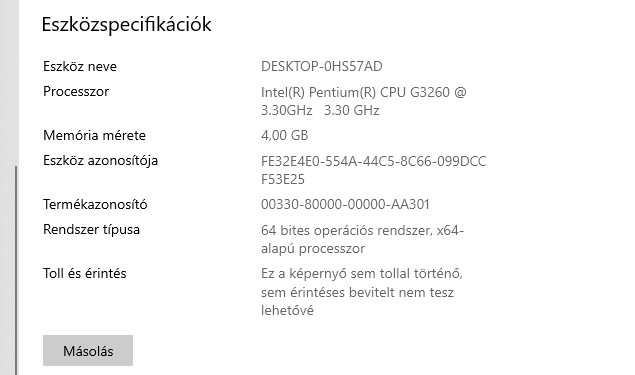 Eszközspecifikációk
Eszköz neve DESKTOP-0HS57AD
Processzor Intel(R) Pentium(R) CPU G3260 @
3.30GHz 3.30 GHz
Memória mérete 4,00 GB
Eszköz azonosítója FE32E4E0-554A-44C5-8C66-099DCC
F53E25
Termékazonosító 00330-80000-00000-AA301
Rendszer típusa 64 bites operációs rendszer, x64-
alapú processzor
Toll és érintés Ez a képernyő sem tollal történő,
sem érintéses bevitelt nem tesz
lehetővé
Másolás